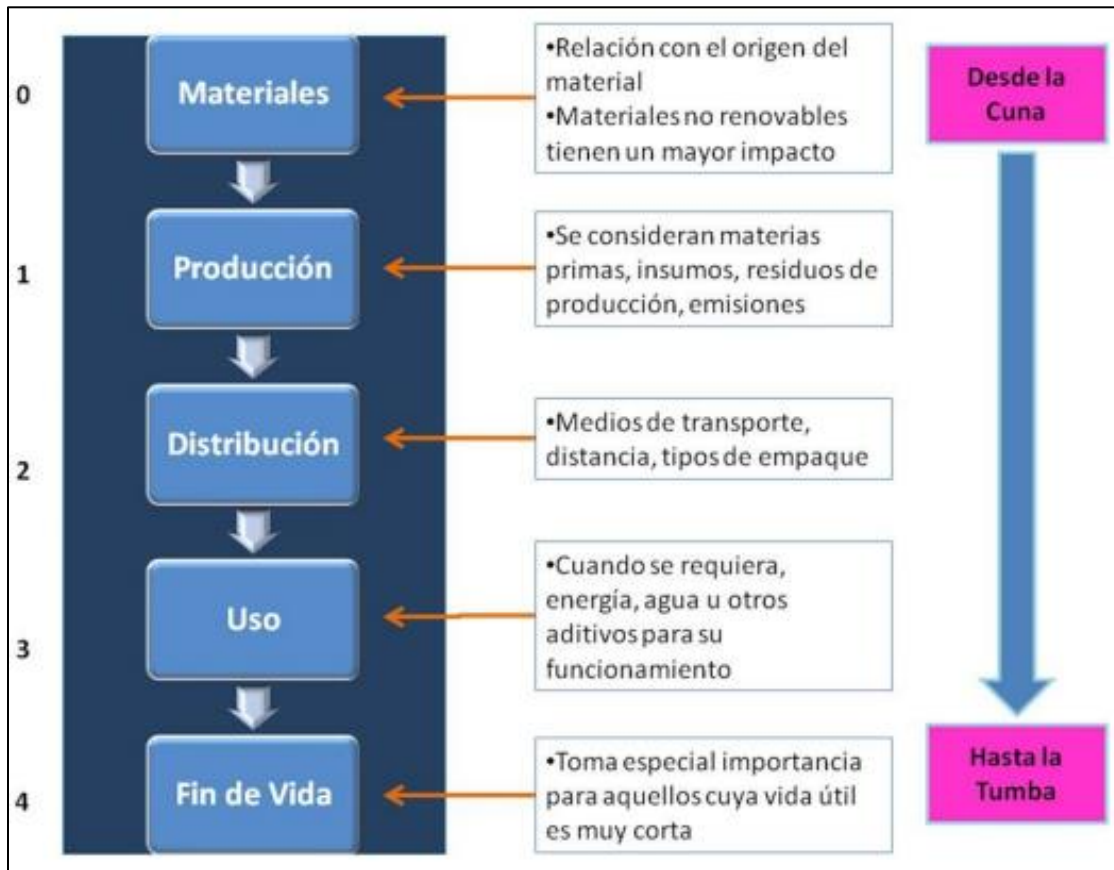 0
Materiales
•Relación con el origen del
material
•Materiales no renovables
tienen un mayor impacto
Desde la
Cuna
1
Producción
•Se consideran materias
primas, insumos, residuos de
producción, emisiones
2
Distribución
•Medios de transporte,
distancia, tipos de empaque
3
Uso
•Cuando se requiera,
energía, agua u otros
aditivos para su
funcionamiento
4
Fin de Vida
•Toma especial importancia
para aquellos cuya vida útil
es muy corta
Hasta la
Tumba